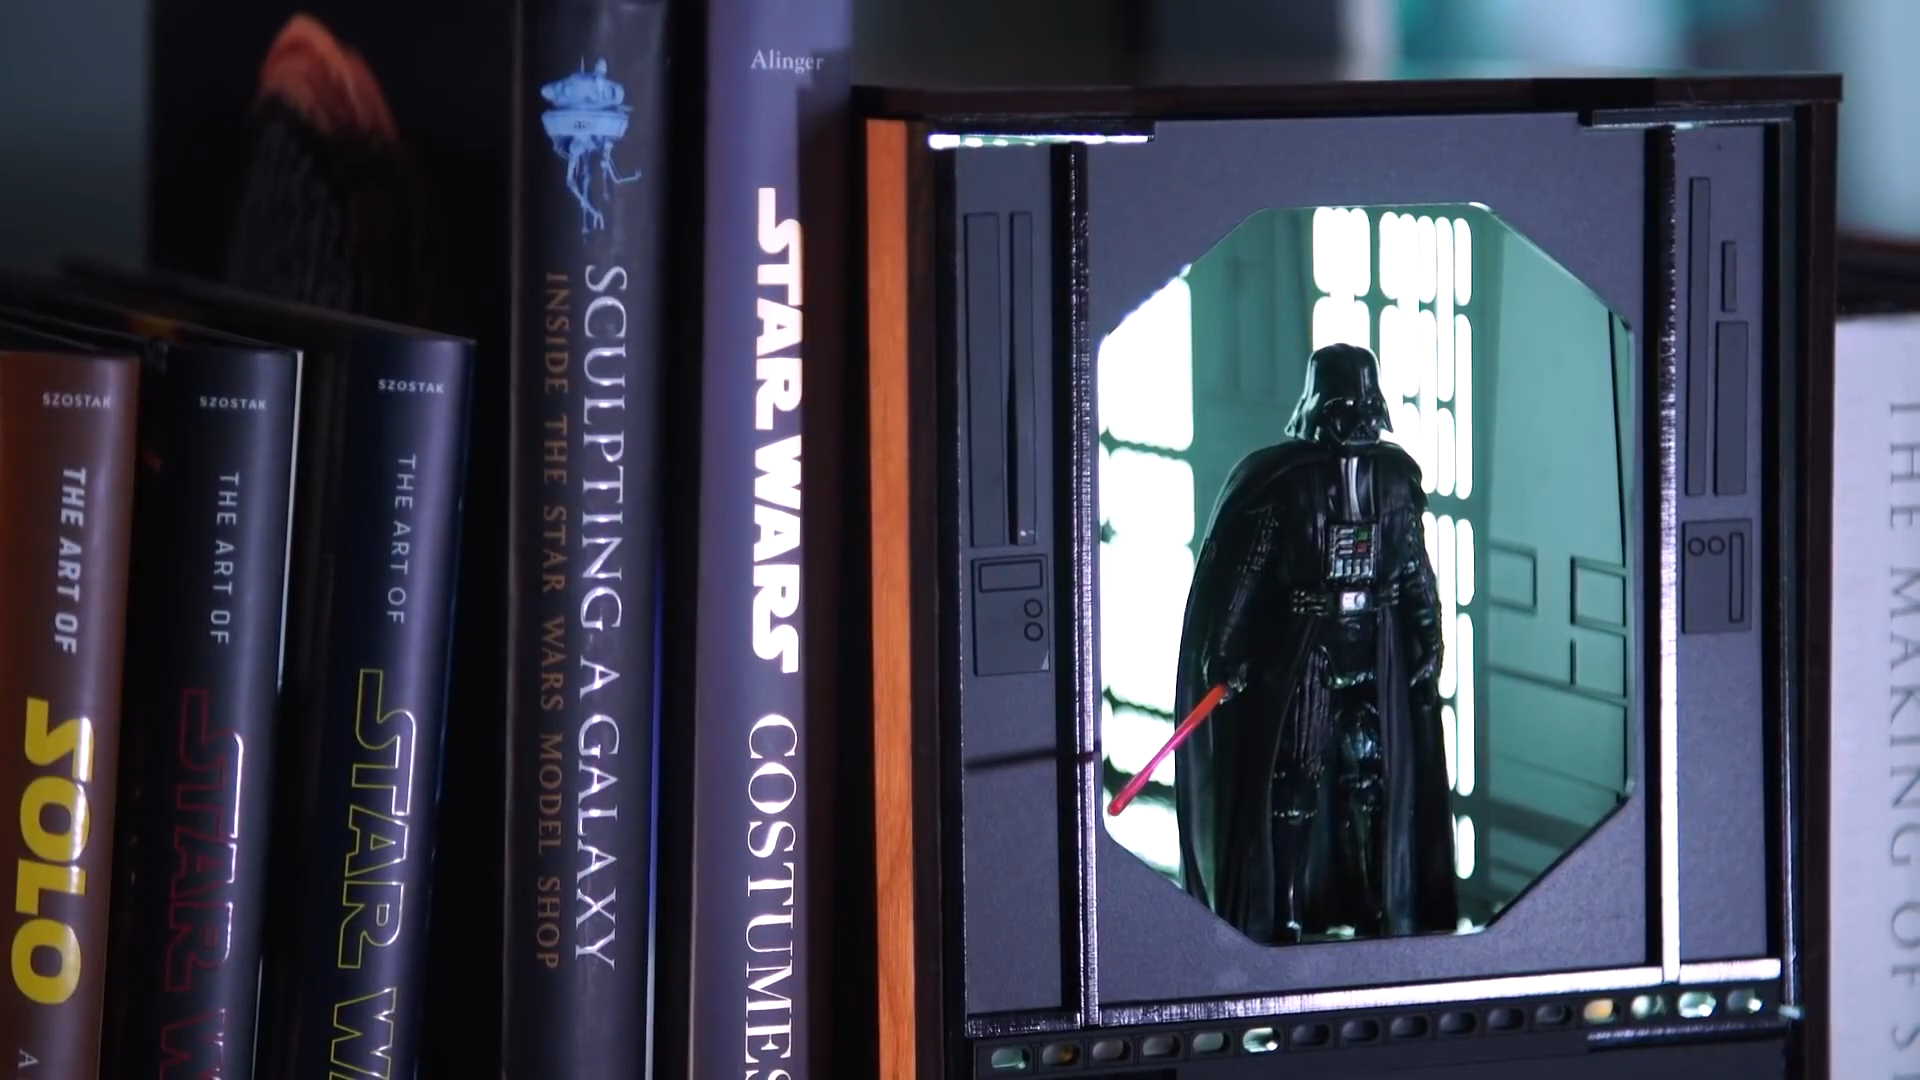 SZOSTAK
THE ART OF
SOLO
A
SZOSTAK
THE ART OF
STAR W
SZOSTAK
THE ART OF
STAR WA
SCULPTING A GALAXY
INSIDE THE STAR WARS MODEL SHOP
Alinger
STAR WARS COSTUMES
THE MAKING OF S